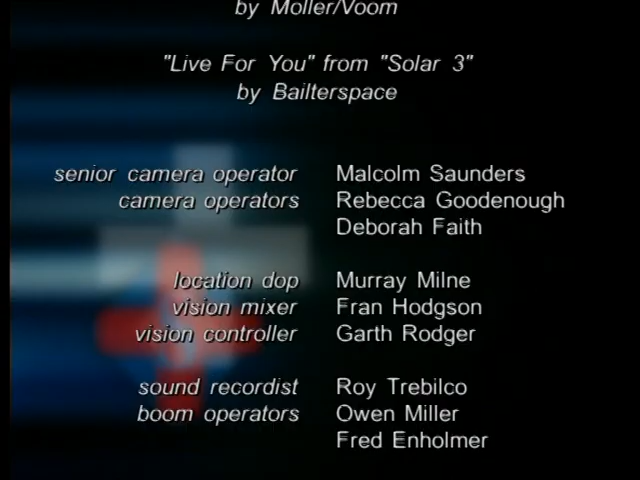 by Moller/Voom
"Live For You" from "Solar 3"
by Bailterspace
senior camera operator Malcolm Saunders
camera operators Rebecca Goodenough
Deborah Faith
location dop Murray Milne
vision mixer Fran Hodgson
vision controller Garth Rodger
sound recordist Roy Trebilco
boom operators Owen Miller
Fred Enholmer